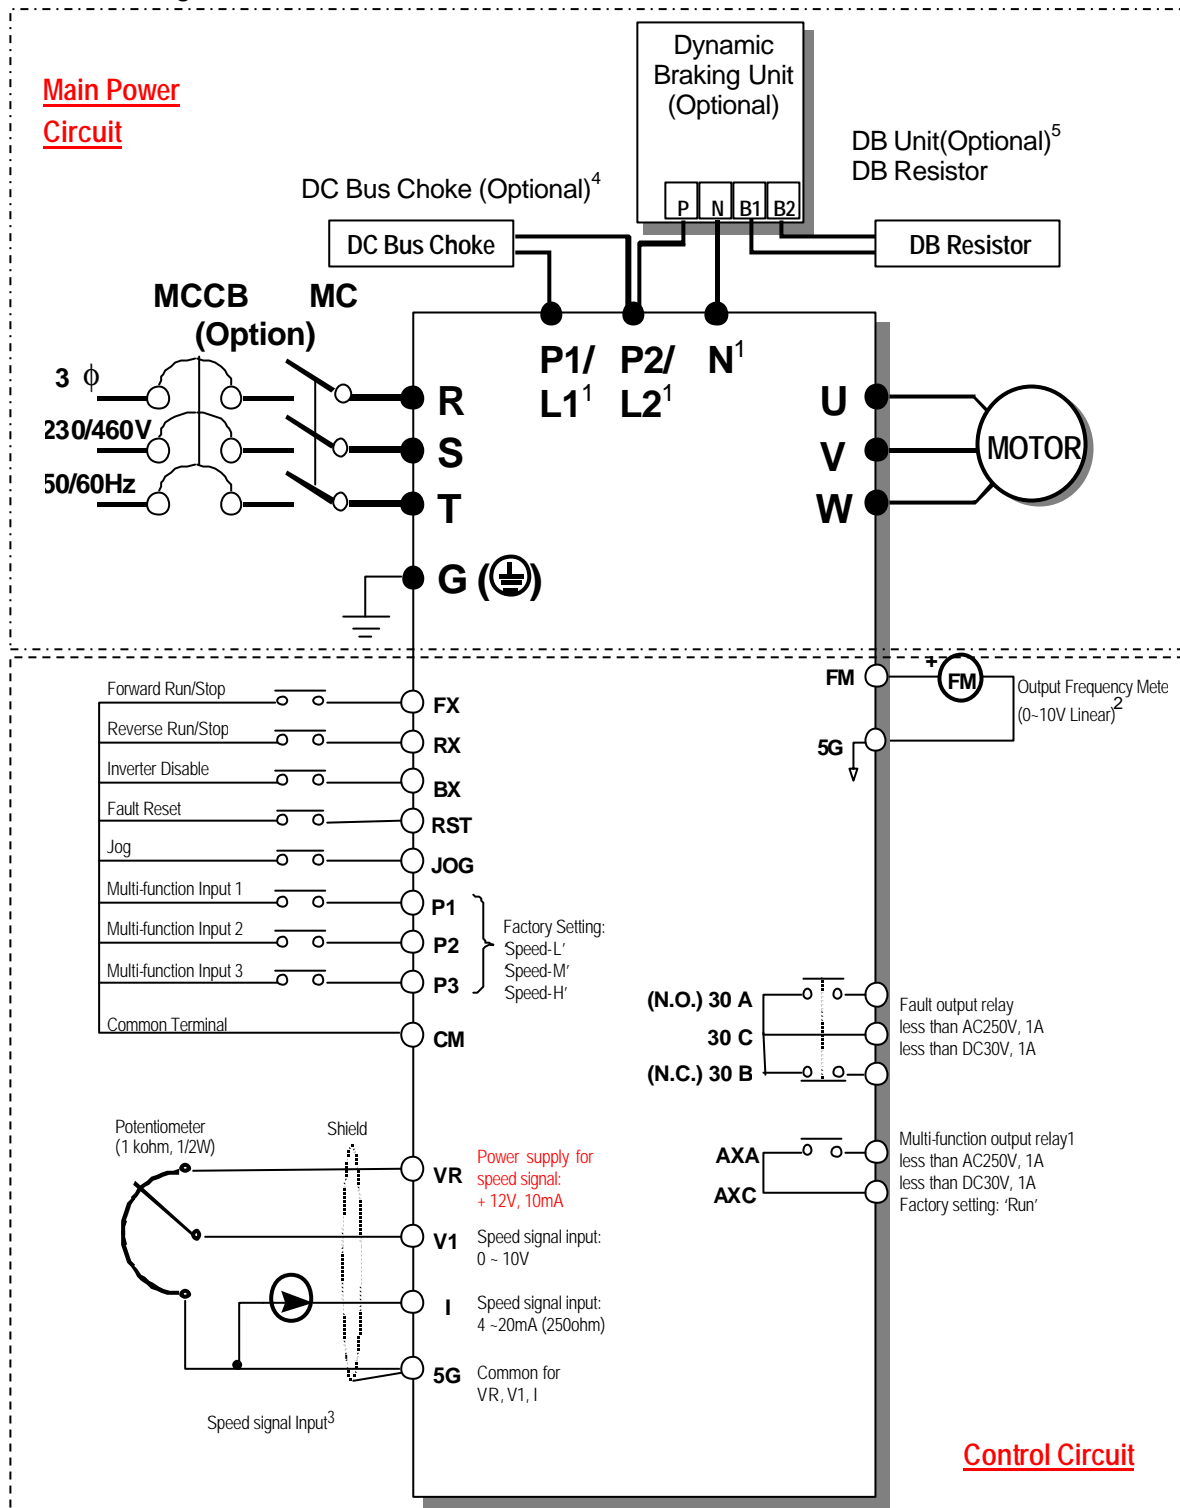 Main Power
Circuit
Dynamic
Braking Unit
(Optional)
P N B1 B2
DB Unit(Optional)5
DB Resistor
DC Bus Choke (Optional)4
DC Bus Choke
DB Resistor
MCCB MC
(Option)
3 ϕ
230/460V
50/60Hz
P1/ P2/ N1
L11 L21
R
S
T
G ( )
U
V
W
MOTOR
Forward Run/Stop
FX
Reverse Run/Stop
RX
Inverter Disable
BX
Fault Reset
RST
Jog
JOG
Multi-function Input 1
P1
Multi-function Input 2
P2
Multi-function Input 3
P3
Factory Setting:
'Speed-L'
'Speed-M'
'Speed-H'
Common Terminal
CM
FM
+
FM
Output Frequency Mete
(0~10V Linear)2
5G
(N.O.) 30 A
30 C
(N.C.) 30 B
Fault output relay
less than AC250V, 1A
less than DC30V, 1A
AXA
AXC
Multi-function output relay1
less than AC250V, 1A
less than DC30V, 1A
Factory setting: 'Run'
Potentiometer
(1 kohm, 1/2W)
Shield
VR
Power supply for
speed signal:
+ 12V, 10mA
V1
Speed signal input:
0 ~ 10V
I
Speed signal input:
4 ~20mA (250ohm)
5G
Common for
VR, V1, I
Speed signal Input3
Control Circuit